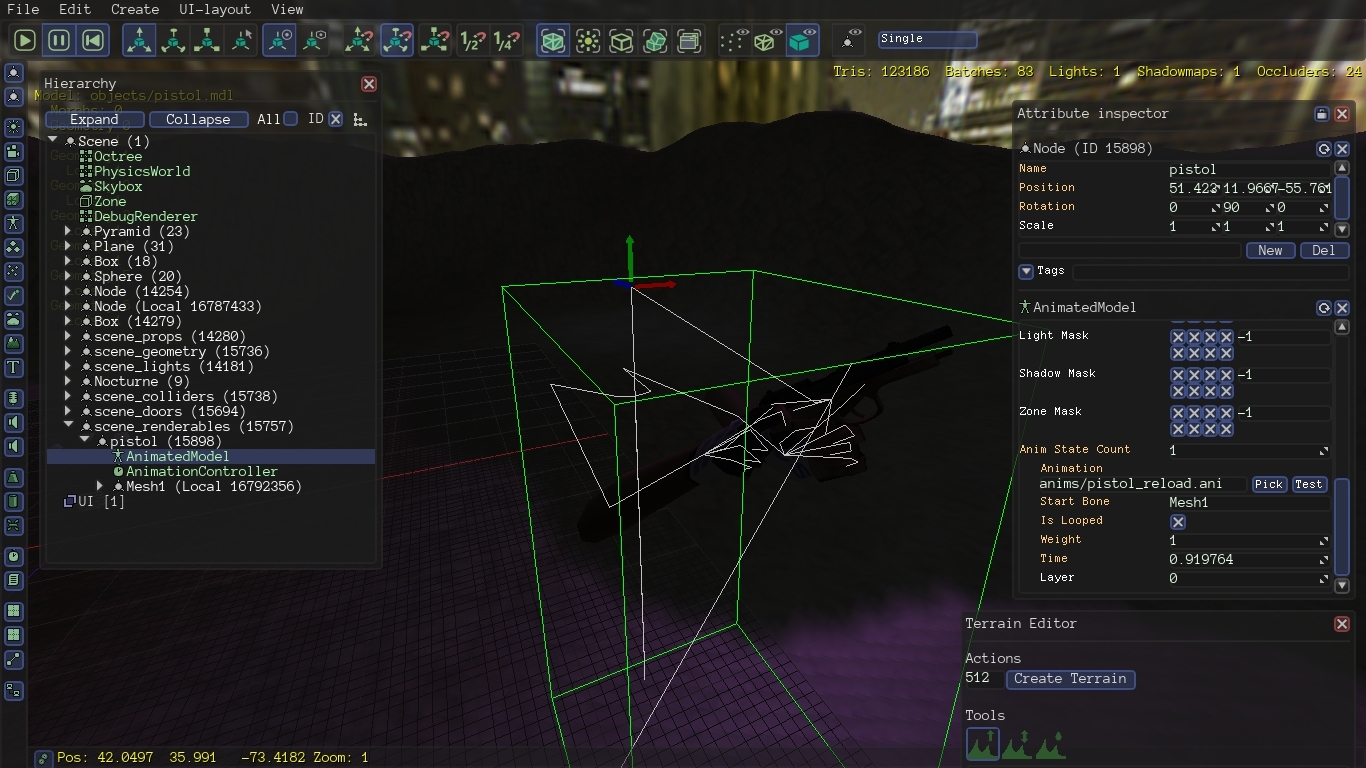 File Edit Create UI-layout View
1/2° 1/4° Single
Tris: 123186 Batches: 83 Lights: 1 Shadowmaps: 1 Occluders: 24
Hierarchy
Model: objects/pistol.mdl
Expand Collapse All ID
Scene (1)
Octree
PhysicsWorld
Skybox
Zone
DebugRenderer
Pyramid (23)
Plane (31)
Box (18)
Sphere (20)
Node (14254)
Node (Local 16787433)
Box (14279)
scene_props (14280)
scene_geometry (15736)
scene_lights (14181)
Nocturne (9)
scene_colliders (15738)
scene_doors (15694)
scene_renderables (15757)
pistol (15898)
AnimatedModel
AnimationController
Mesh1 (Local 16792356)
UI [1]
Attribute inspector
Node (ID 15898)
Name pistol
Position 51.422 11.9667 -55.761
Rotation 0 90 0
Scale 1 1 1
New Del
Tags
AnimatedModel
Light Mask -1
Shadow Mask -1
Zone Mask -1
Anim State Count 1
Animation
anims/pistol_reload.ani Pick Test
Start Bone Mesh1
Is Looped
Weight 1
Time 0.919764
Layer 0
Terrain Editor
Actions
512 Create Terrain
Tools
Pos: 42.0497 35.991 -73.4182 Zoom: 1